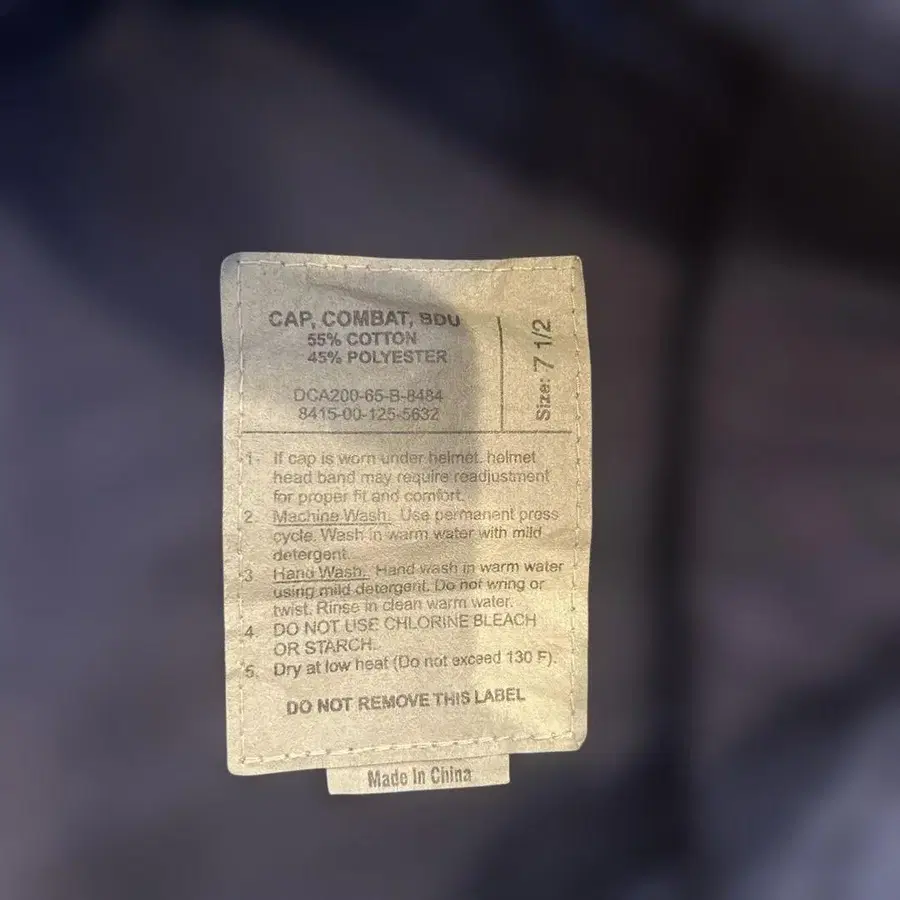 CAP, COMBAT, BDU
55% COTTON
45% POLYESTER
DCA200-65-B-8484
8415-00-125-5632
Size: 7 1/2
1- If cap is worn under helmet, helmet
head band may require readjustment
for proper fit and comfort.
2. Machine Wash. Use permanent press
cycle. Wash in warm water with mild
detergent.
3 Hand Wash. Hand wash in warm water
using mild detergent. Do not wring or
twist. Rinse in clean warm water.
4 DO NOT USE CHLORINE BLEACH
OR STARCH.
5. Dry at low heat (Do not exceed 130 F).
DO NOT REMOVE THIS LABEL
Made In China